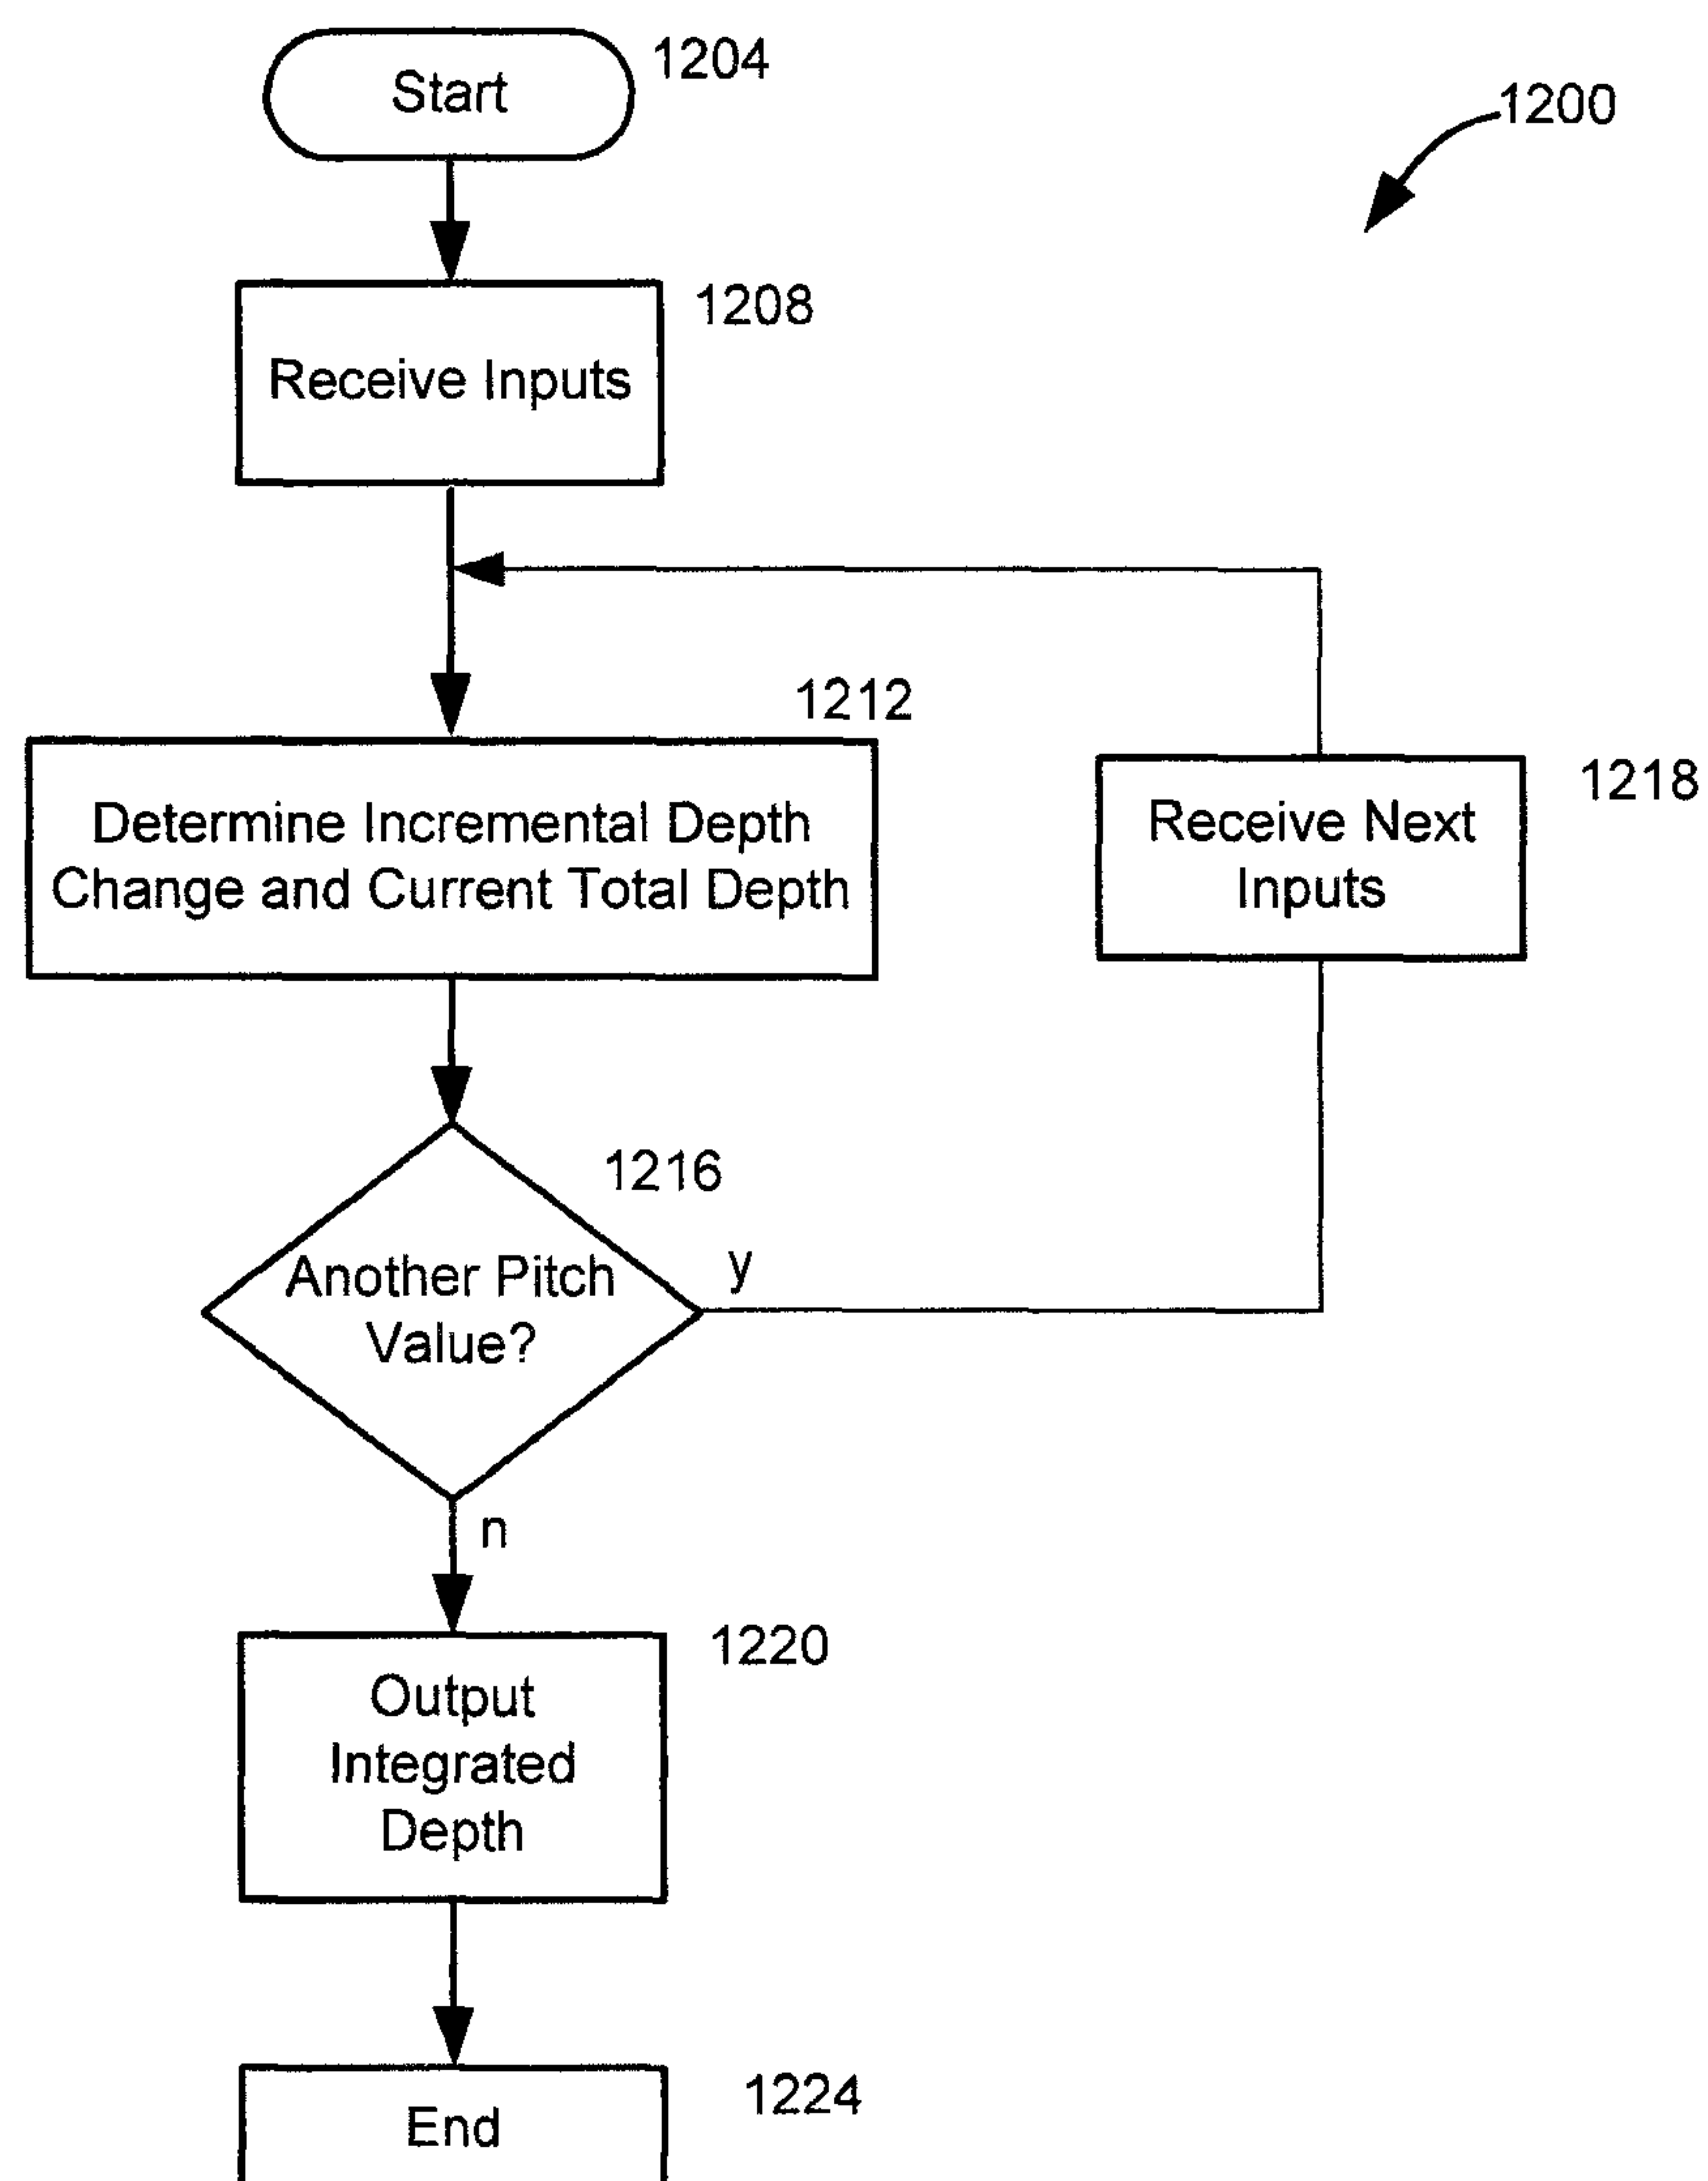 Start
1204
1200
Receive Inputs
1208
1212
Determine Incremental Depth
Change and Current Total Depth
1218
Receive Next
Inputs
1216
Another Pitch
Value?
y
n
1220
Output
Integrated
Depth
1224
End